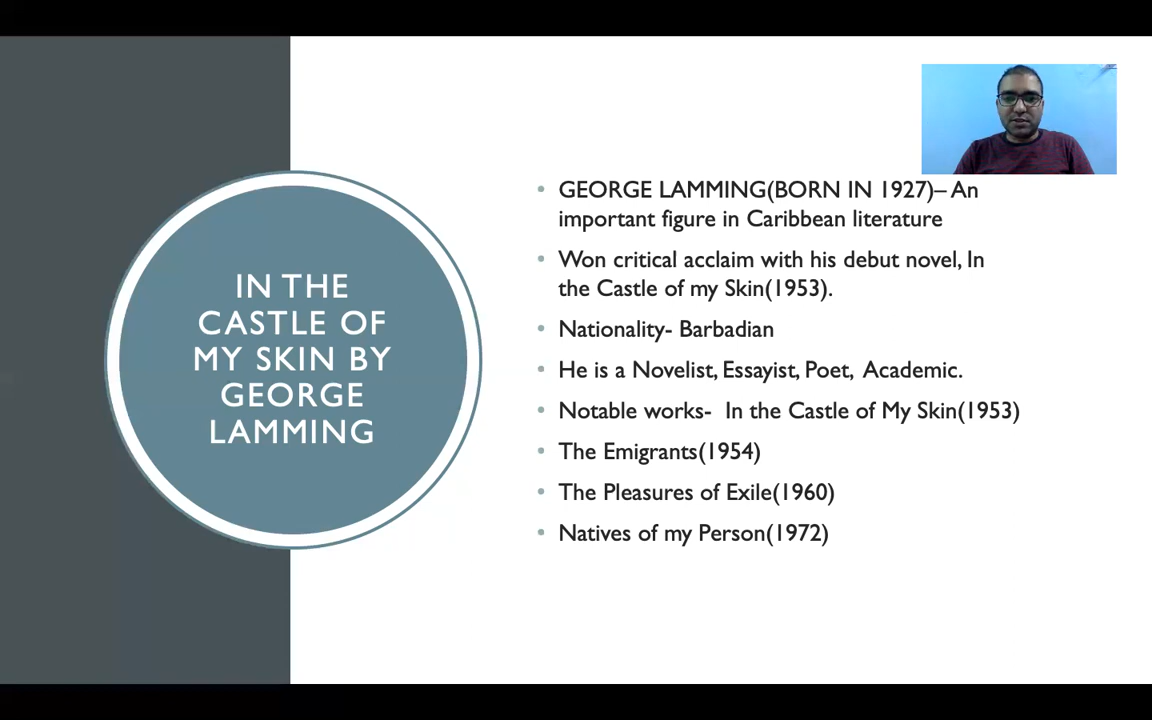 IN THE
CASTLE OF
MY SKIN BY
GEORGE
LAMMING
• GEORGE LAMMING(BORN IN 1927)– An
important figure in Caribbean literature
• Won critical acclaim with his debut novel, In
the Castle of my Skin(1953).
• Nationality- Barbadian
• He is a Novelist, Essayist, Poet, Academic.
• Notable works- In the Castle of My Skin(1953)
• The Emigrants(1954)
• The Pleasures of Exile(1960)
• Natives of my Person(1972)